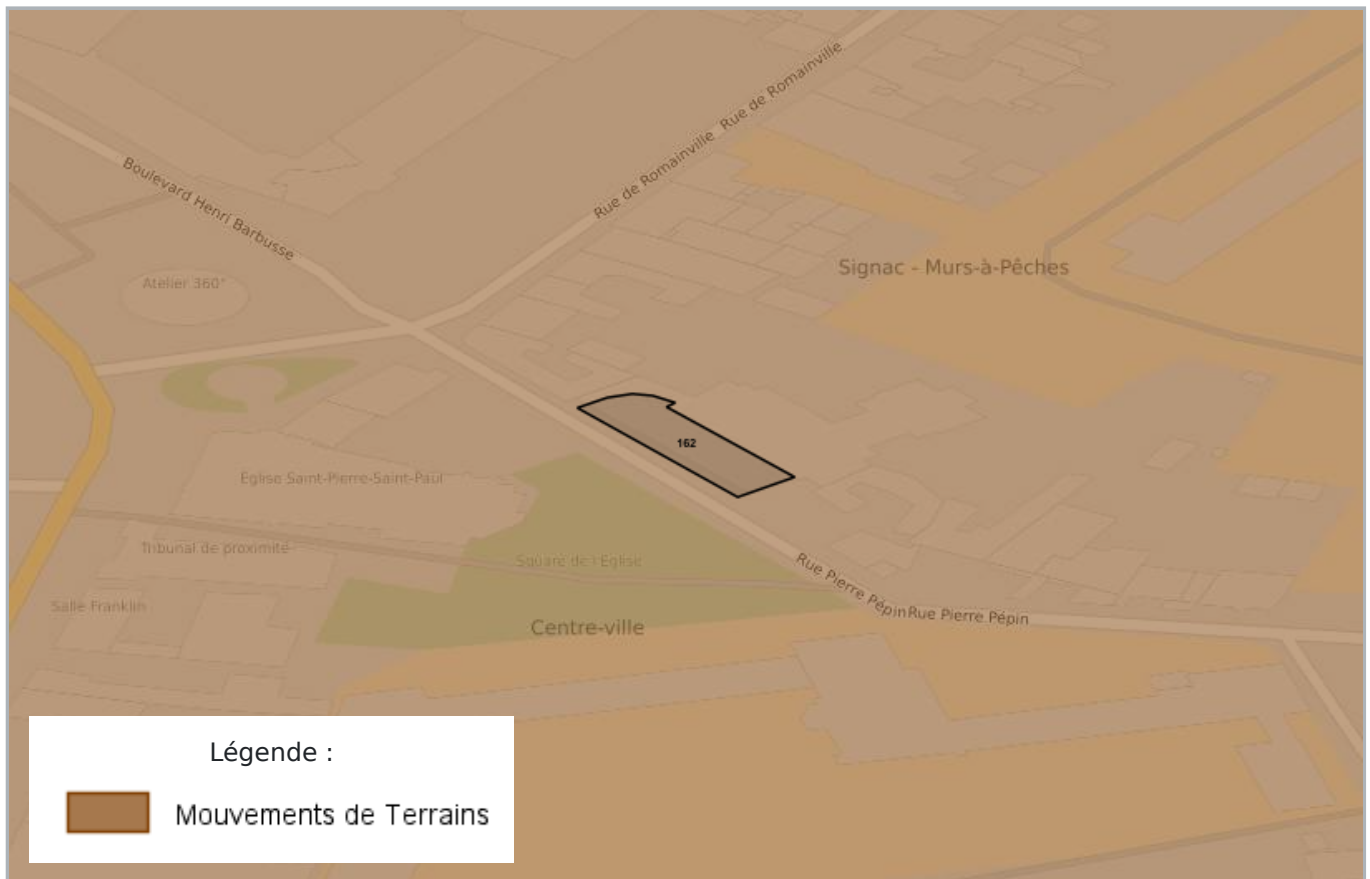 Rue de Romainville
Rue de Romainville
Boulevard Henri Barbusse
Signac - Murs-à-Pêches
Atelier 360°
162
Eglise Saint-Pierre-Saint-Paul
Tribunal de proximité
Square de l'Eglise
Rue Pierre Pépin
Rue Pierre Pépin
Salle Franklin
Centre-ville
Légende :
Mouvements de Terrains